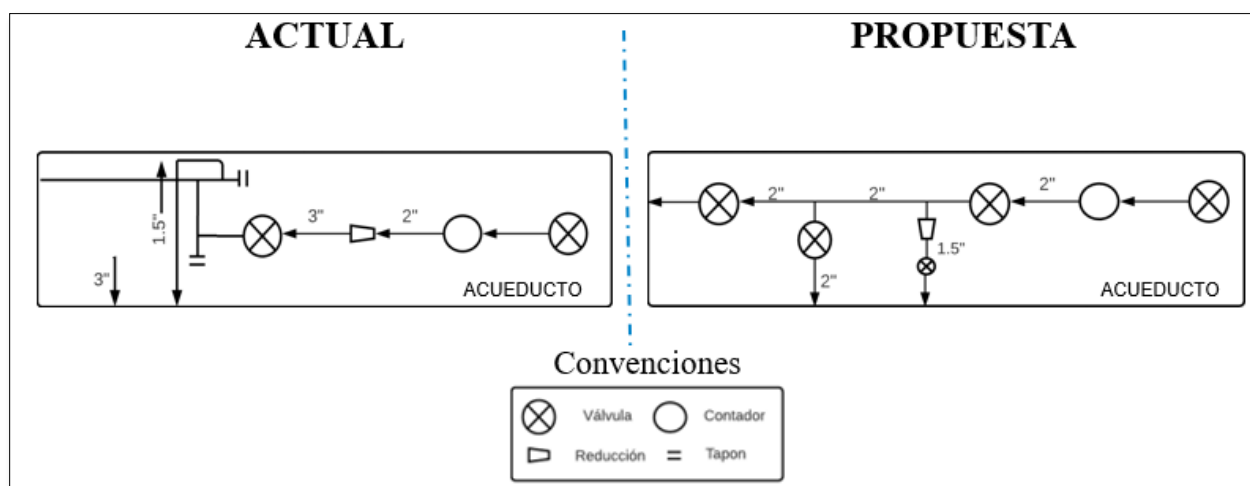 ACTUAL
PROPUESTA
1.5"
3"
3"
2"
ACUEDUCTO
2"
2"
2"
2"
1.5"
ACUEDUCTO
Convenciones
Válvula
Contador
Reducción
Tapon